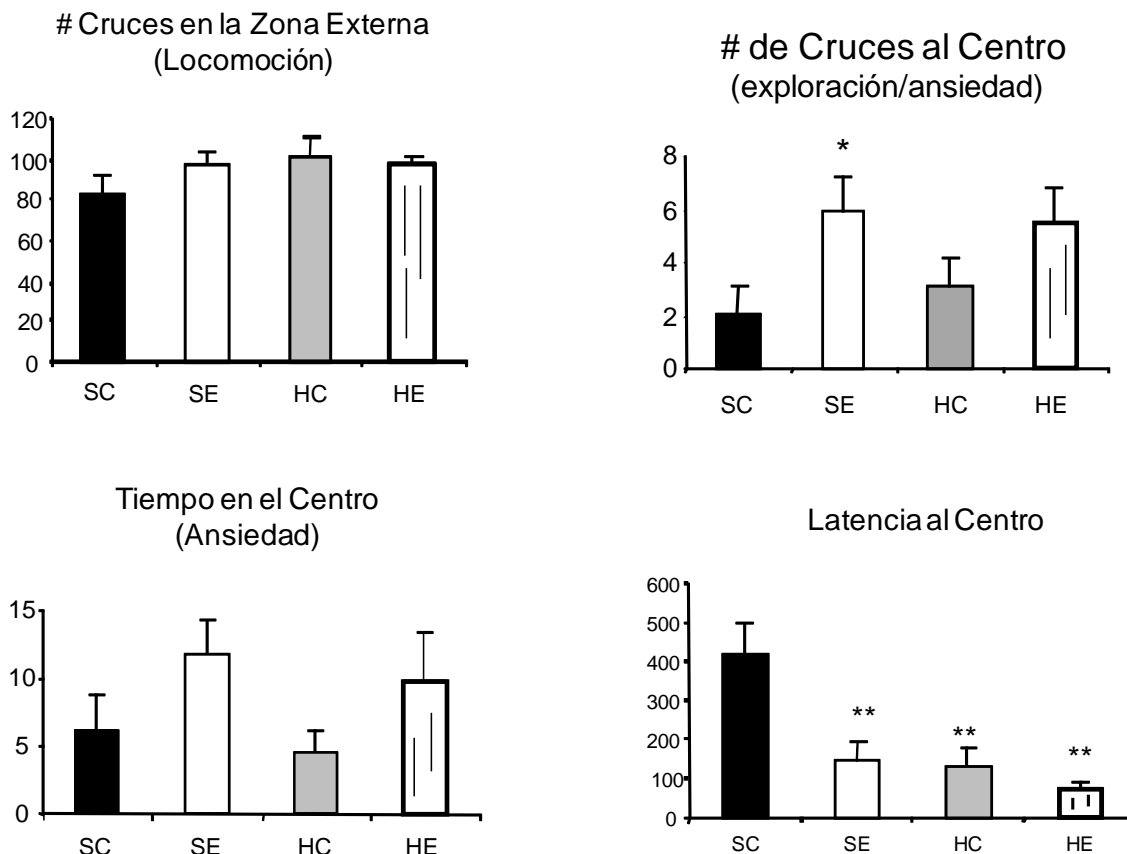 # Cruces en la Zona Externa
(Locomoción)
120
100
80
60
40
20
0
SC SE HC HE
# de Cruces al Centro
(exploración/ansiedad)
*
8
6
4
2
0
SC SE HC HE
Tiempo en el Centro
(Ansiedad)
15
10
5
0
SC SE HC HE
Latencia al Centro
600
500
400
300
200
100
0
** ** **
SC SE HC HE